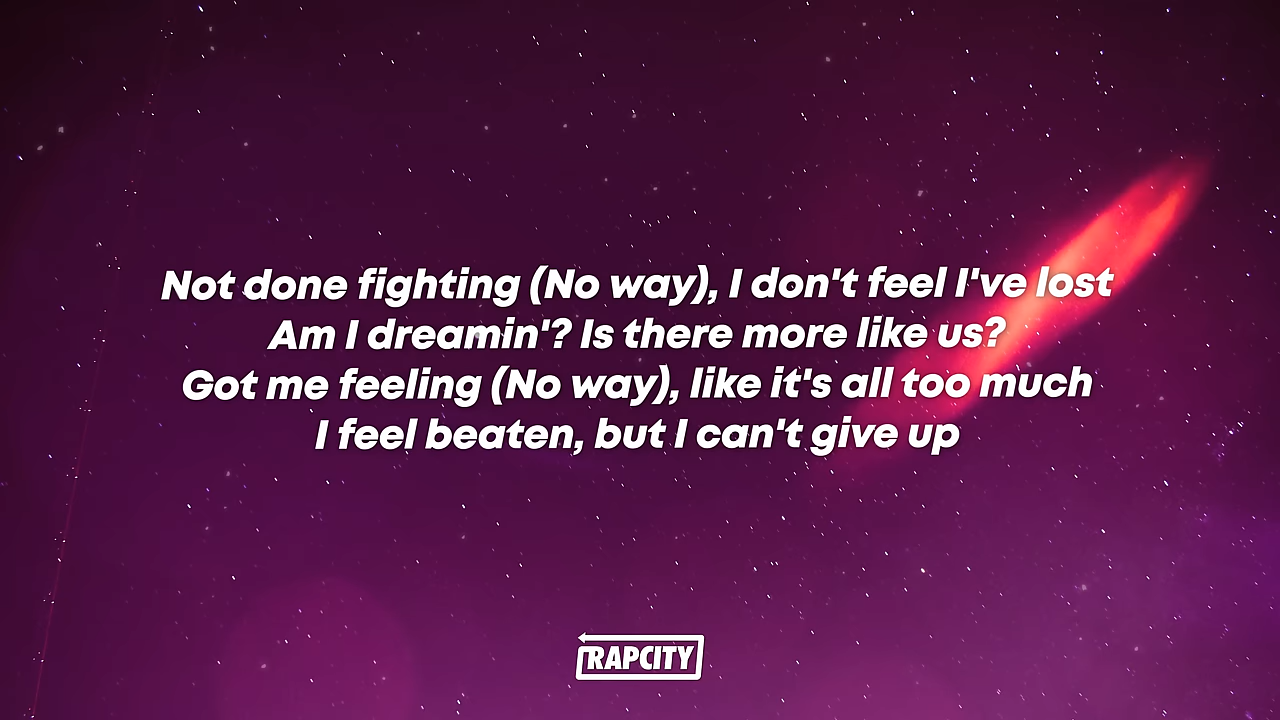 Not done fighting (No way), I don't feel I've lost
Am I dreamin'? Is there more like us?
Got me feeling (No way), like it's all too much
I feel beaten, but I can't give up
RAPCITY